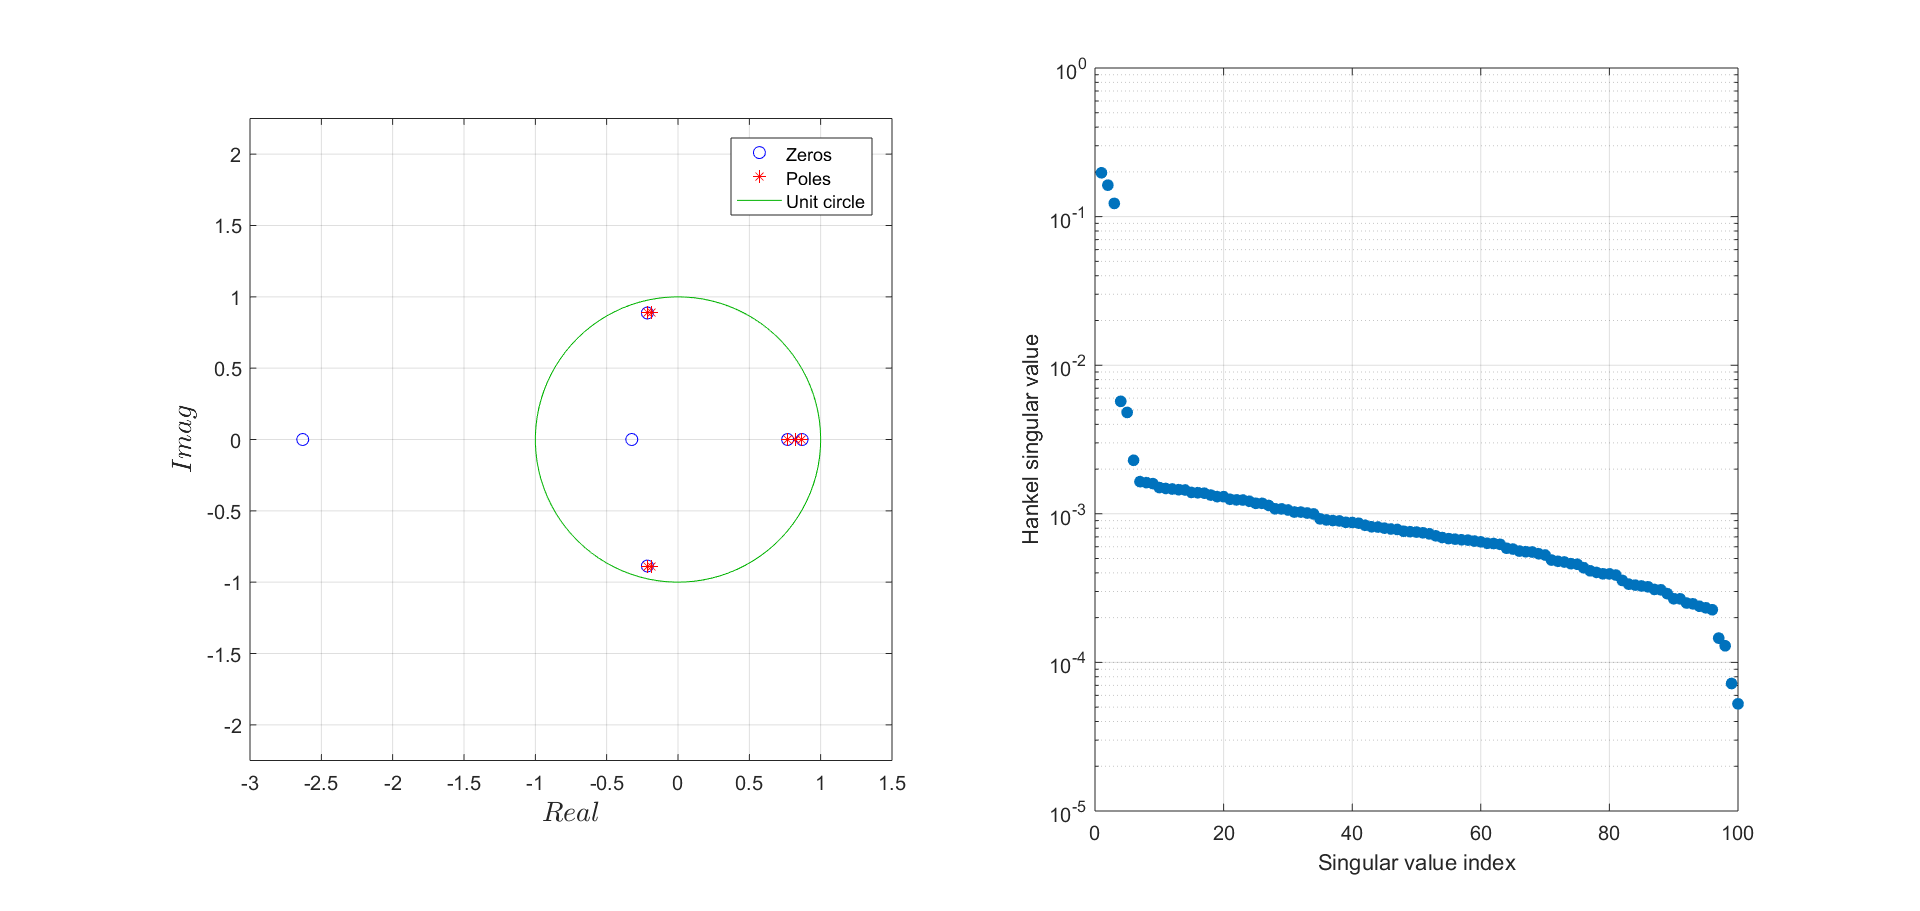 Zeros
Poles
Unit circle
2
1.5
1
0.5
0
-0.5
-1
-1.5
-2
Imag
-3 -2.5 -2 -1.5 -1 -0.5 0 0.5 1 1.5
Real
10^0
10^-1
10^-2
10^-3
10^-4
10^-5
Hankel singular value
0 20 40 60 80 100
Singular value index